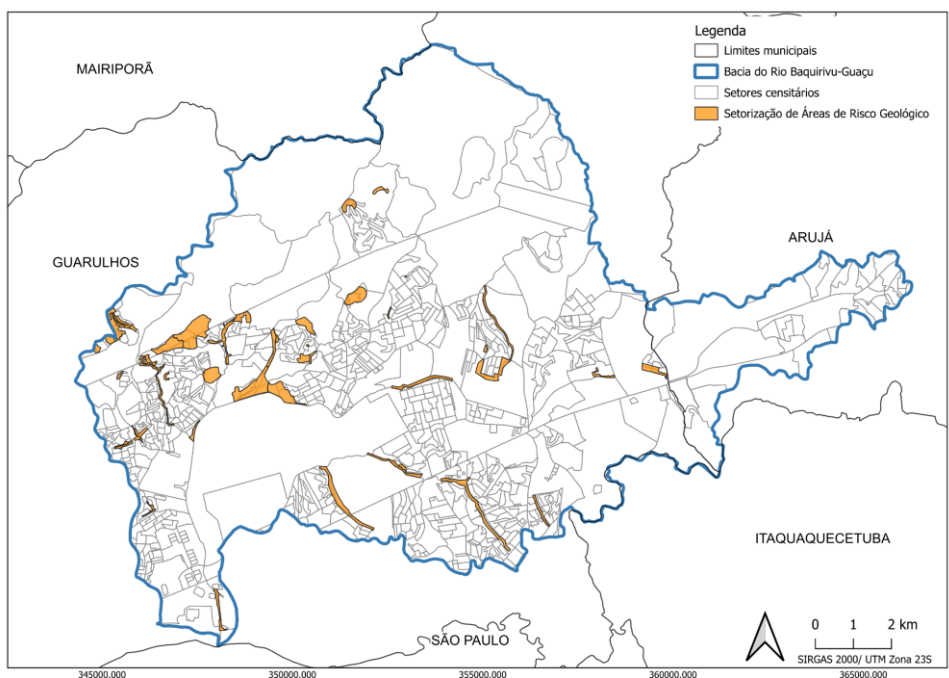 Legenda
Limites municipais
Bacia do Rio Baquirivu-Guaçu
Setores censitários
Setorização de Áreas de Risco Geológico
MAIRIPORÃ
GUARULHOS
ARUJÁ
ITAQUAQUECETUBA
SÃO PAULO
0 1 2 km
SIRGAS 2000/ UTM Zona 23S
345000.000 350000.000 355000.000 360000.000 365000.000